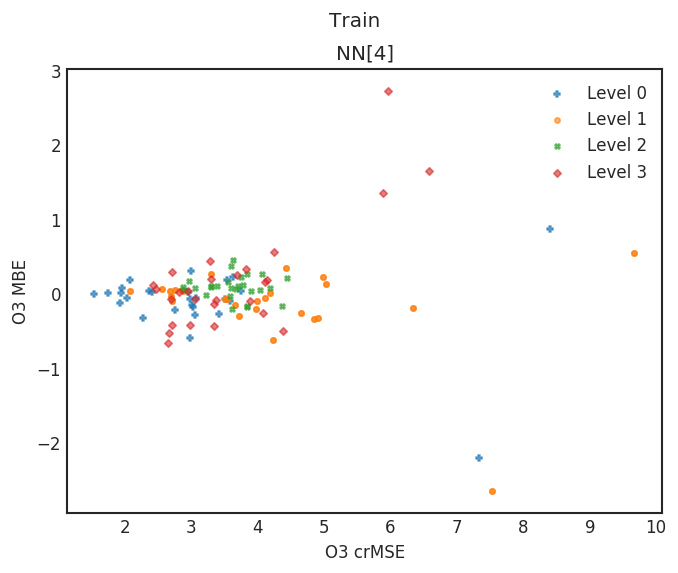 Train
NN[4]
Level 0
Level 1
Level 2
Level 3
3
2
1
0
−1
−2
O3 MBE
2 3 4 5 6 7 8 9 10
O3 crMSE